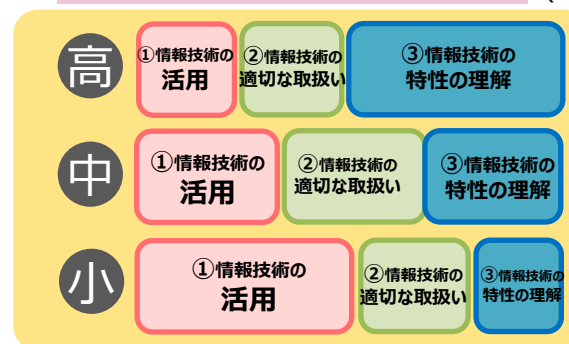 高
①情報技術の
活用
②情報技術の
適切な取扱い
③情報技術の
特性の理解
中
①情報技術の
活用
②情報技術の
適切な取扱い
③情報技術の
特性の理解
小
①情報技術の
活用
②情報技術の
適切な取扱い
③情報技術の
特性の理解